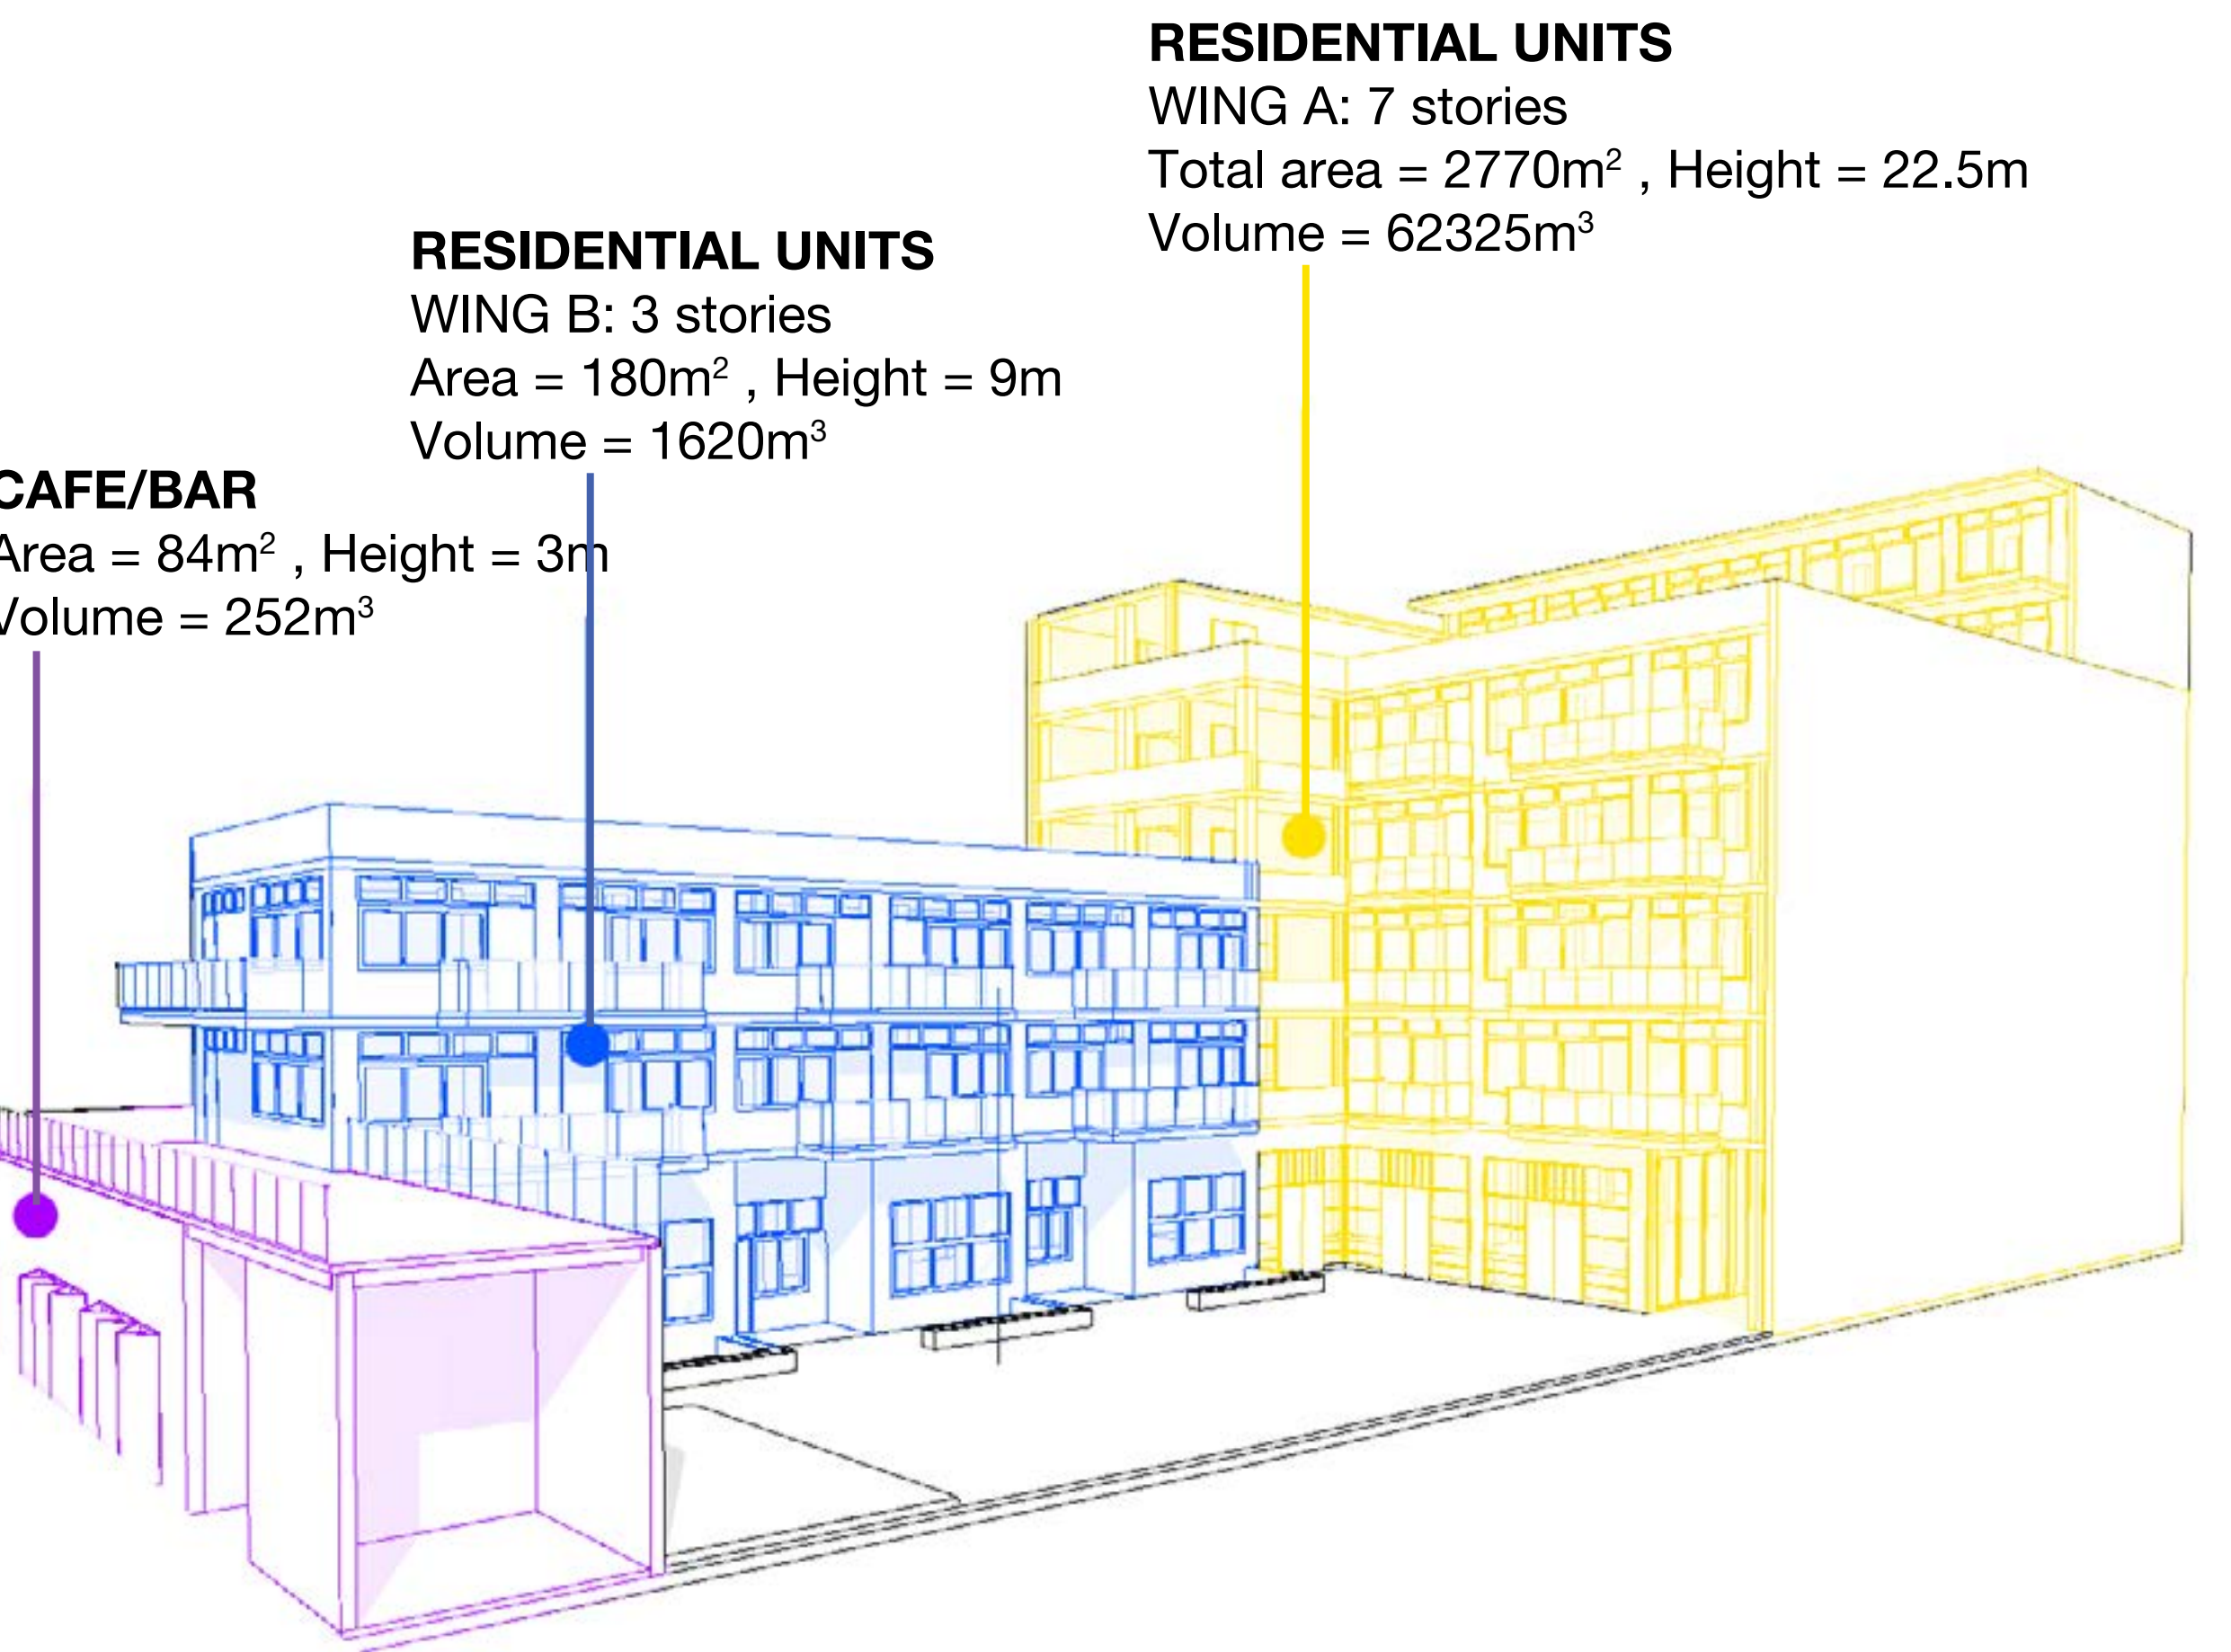 RESIDENTIAL UNITS
WING A: 7 stories
Total area = 2770m² , Height = 22.5m
Volume = 62325m³
RESIDENTIAL UNITS
WING B: 3 stories
Area = 180m² , Height = 9m
Volume = 1620m³
CAFE/BAR
Area = 84m² , Height = 3m
Volume = 252m³